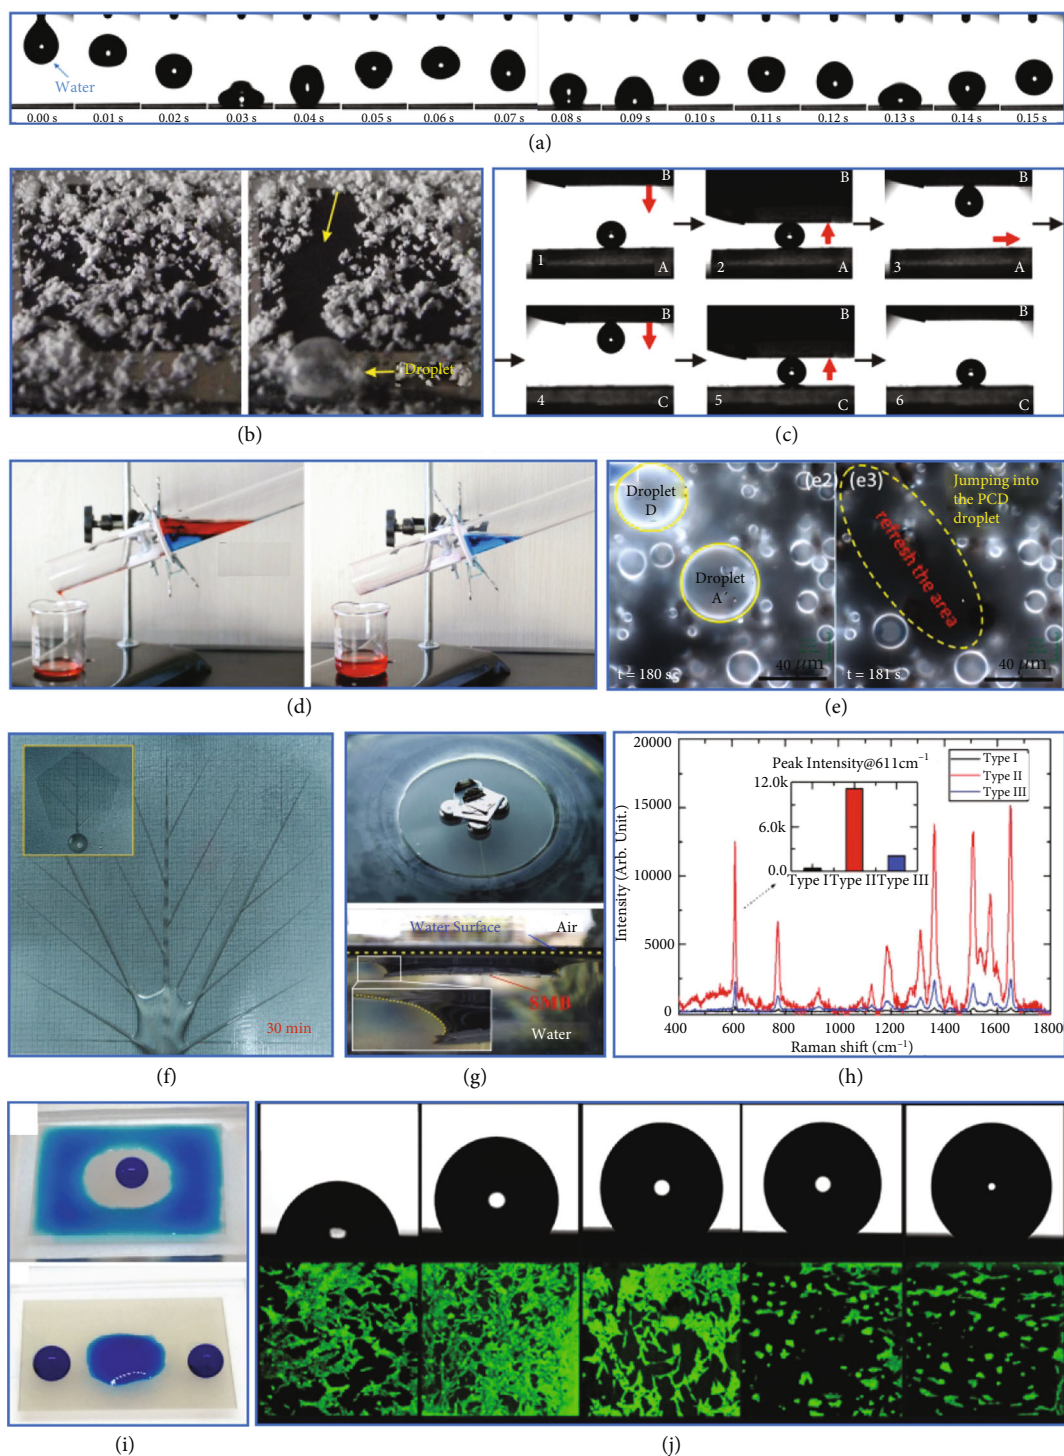 Water
0.00 s 0.01 s 0.02 s 0.03 s 0.04 s 0.05 s 0.06 s 0.07 s 0.08 s 0.09 s 0.10 s 0.11 s 0.12 s 0.13 s 0.14 s 0.15 s
(a)
Droplet
(b)
B B B
1 A 2 A 3 A
B B B
4 C 5 C 6 C
(c)
(d)
Droplet
D
Droplet
A′
(e2)
t = 180 s
40 μm
(e3)
Jumping into
the PCD
droplet
refresh the area
t = 181 s
40 μm
(e)
30 min
(f)
Water Surface Air
SMB
Water
(g)
Intensity (Arb. Unit.)
20000
15000
10000
5000
0
Type I
Type II
Type III
Peak Intensity@611cm⁻¹
12.0k
6.0k
0.0
Type I Type II Type III
400 600 800 1000 1200 1400 1600 1800
Raman shift (cm⁻¹)
(h)
(i)
(j)